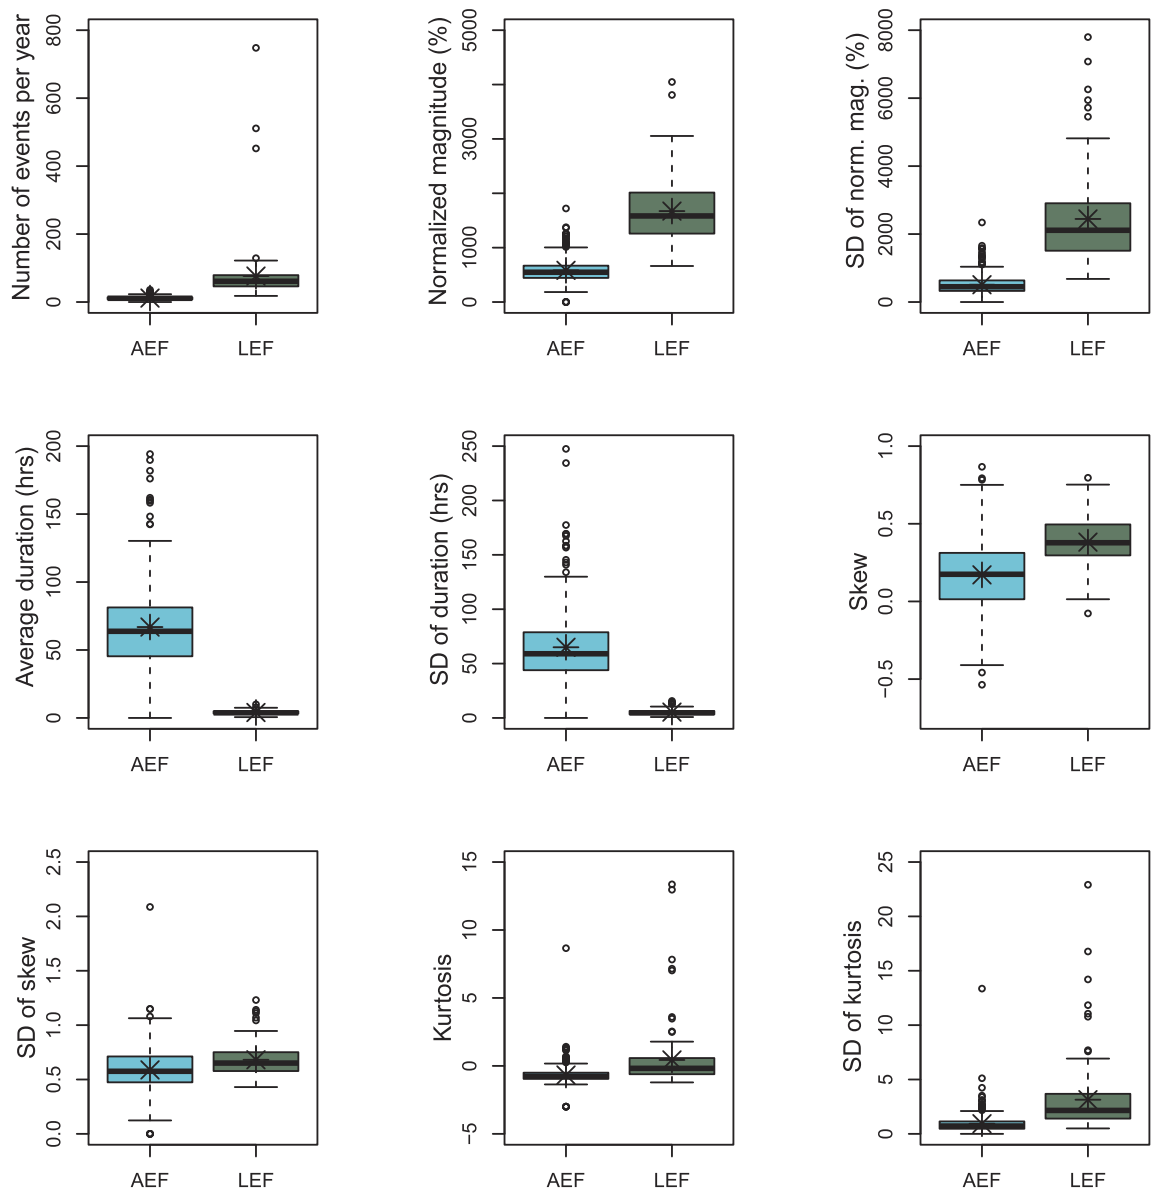 Number of events per year
800
600
400
200
0
AEF LEF
Normalized magnitude (%)
5000
3000
1000
0
AEF LEF
SD of norm. mag. (%)
8000
6000
4000
2000
0
AEF LEF
Average duration (hrs)
200
150
100
50
0
AEF LEF
SD of duration (hrs)
250
200
150
100
50
0
AEF LEF
Skew
1.0
0.5
0.0
−0.5
AEF LEF
SD of skew
2.5
2.0
1.5
1.0
0.5
0.0
AEF LEF
Kurtosis
15
10
5
0
−5
AEF LEF
SD of kurtosis
25
20
15
10
5
0
AEF LEF